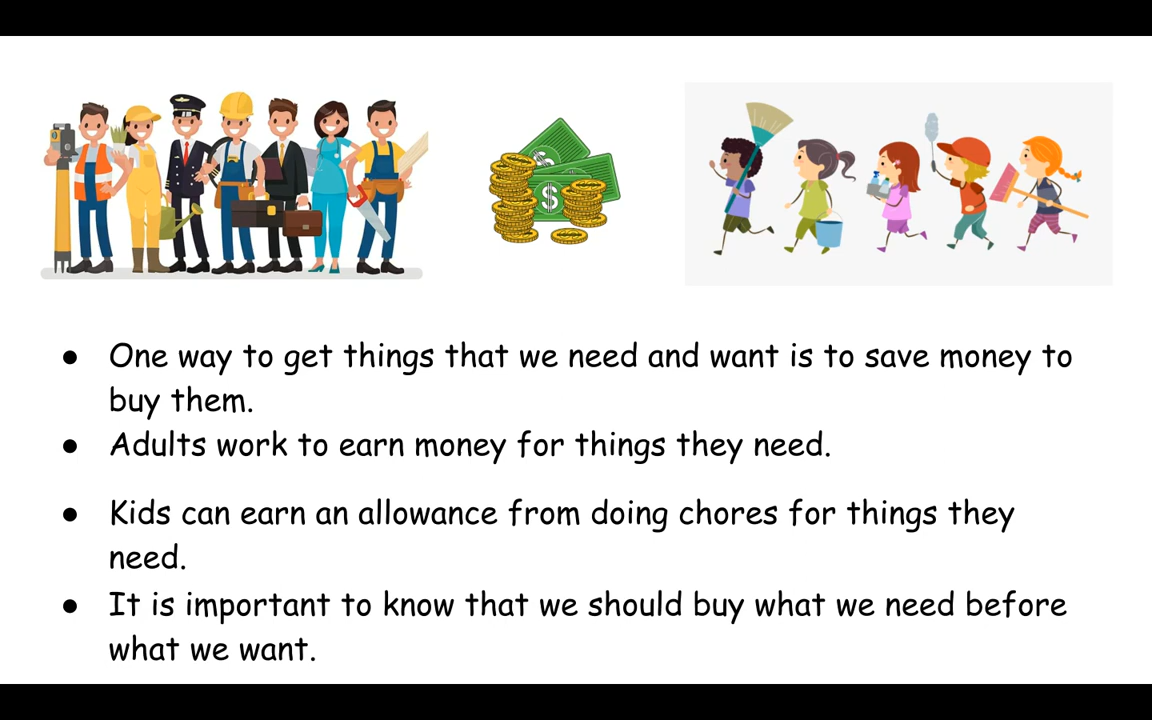 ● One way to get things that we need and want is to save money to
buy them.
● Adults work to earn money for things they need.
● Kids can earn an allowance from doing chores for things they
need.
● It is important to know that we should buy what we need before
what we want.